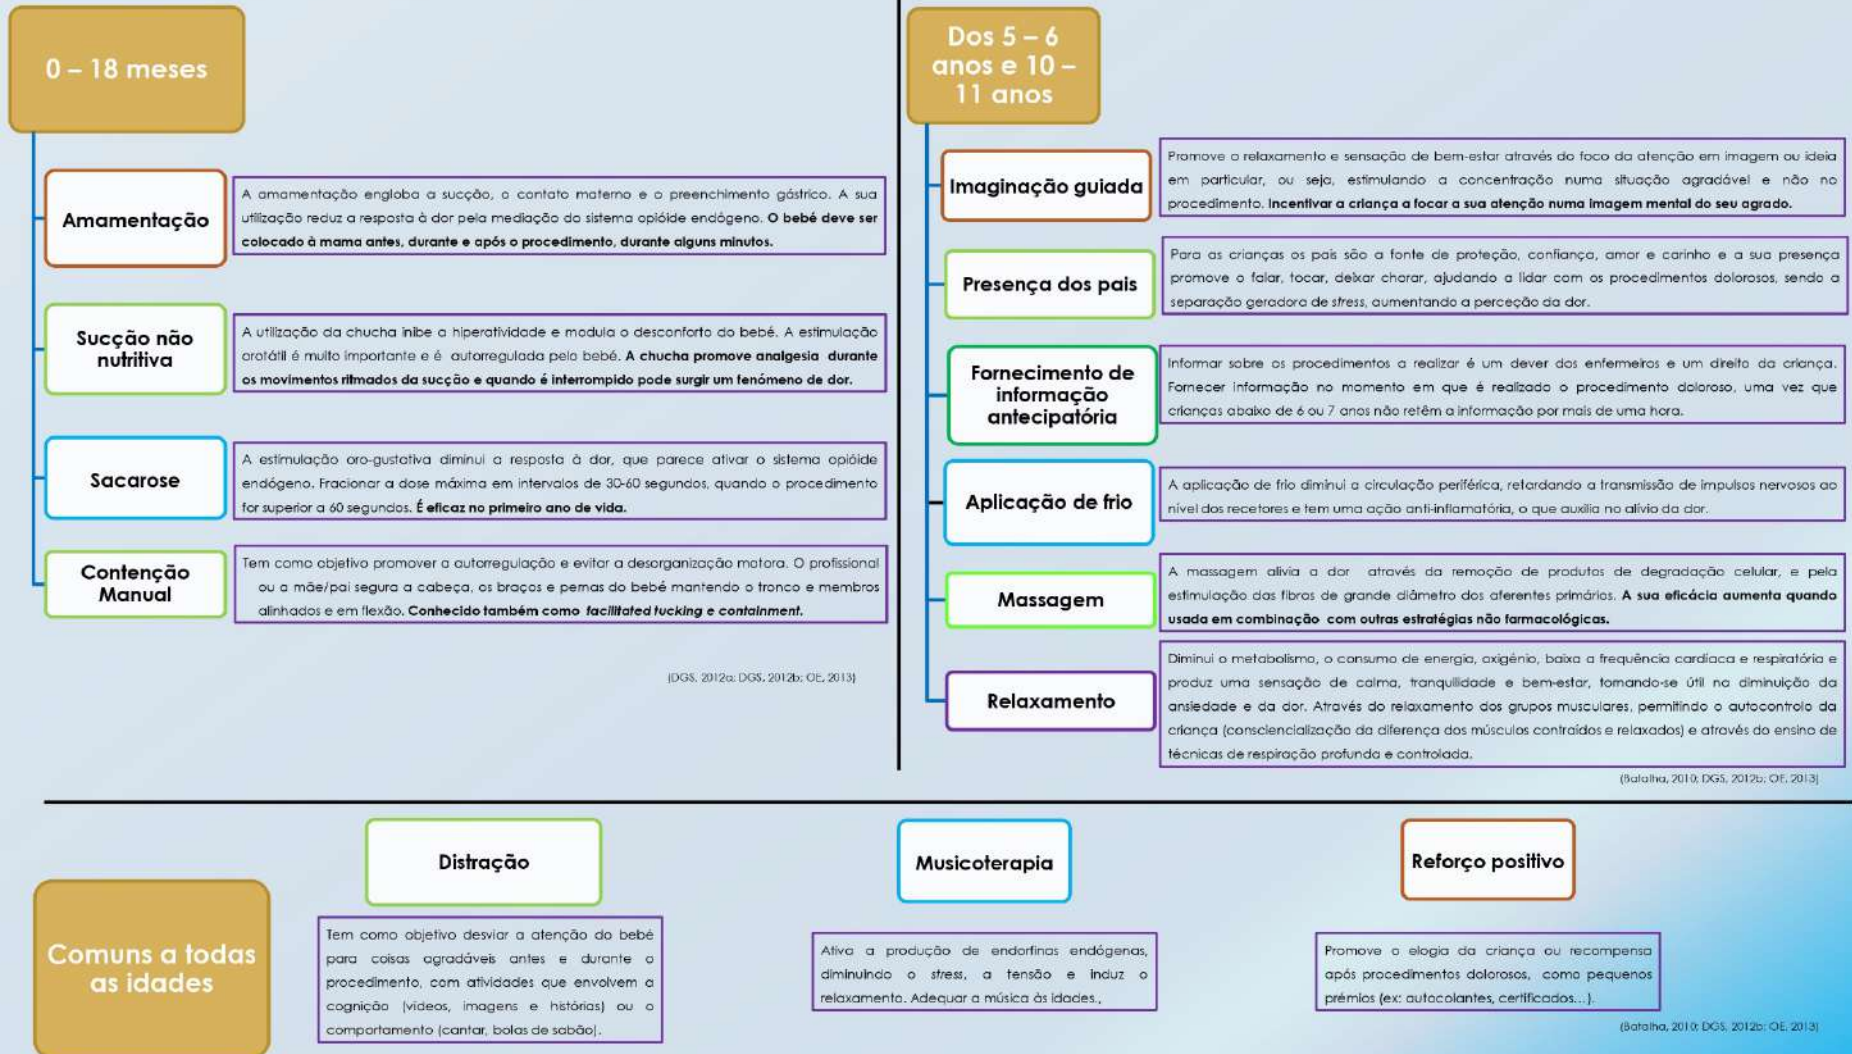 0 – 18 meses
Amamentação
A amamentação engloba a sucção, o contato materno e o preenchimento gástrico. A sua
utilização reduz a resposta à dor pela mediação do sistema opióide endógeno. O bebé deve ser
colocado à mama antes, durante e após o procedimento, durante alguns minutos.
Sucção não
nutritiva
A utilização da chucha inibe a hiperatividade e modula o desconforto do bebé. A estimulação
orotátil é muito importante e é autorregulada pelo bebé. A chucha promove analgesia durante
os movimentos ritmados da sucção e quando é interrompido pode surgir um fenómeno de dor.
Sacarose
A estimulação oro-gustativa diminui a resposta à dor, que parece ativar o sistema opióide
endógeno. Fracionar a dose máxima em intervalos de 30-60 segundos, quando o procedimento
for superior a 60 segundos. É eficaz no primeiro ano de vida.
Contenção
Manual
Tem como objetivo promover a autorregulação e evitar a desorganização motora. O profissional
ou a mãe/pai segura a cabeça, os braços e pernas do bebé mantendo o tronco e membros
alinhados e em flexão. Conhecido também como facilitated tucking e containment.
(DGS, 2012a; DGS, 2012b; OE, 2013)
Dos 5 – 6
anos e 10 –
11 anos
Imaginação guiada
Promove o relaxamento e sensação de bem-estar através do foco da atenção em imagem ou ideia
em particular, ou seja, estimulando a concentração numa situação agradável e não no
procedimento. Incentivar a criança a focar a sua atenção numa imagem mental do seu agrado.
Presença dos pais
Para as crianças os pais são a fonte de proteção, confiança, amor e carinho e a sua presença
promove o falar, tocar, deixar chorar, ajudando a lidar com os procedimentos dolorosos, sendo a
separação geradora de stress, aumentando a perceção da dor.
Fornecimento de
informação
antecipatória
Informar sobre os procedimentos a realizar é um dever dos enfermeiros e um direito da criança.
Fornecer informação no momento em que é realizado o procedimento doloroso, uma vez que
crianças abaixo de 6 ou 7 anos não retêm a informação por mais de uma hora.
Aplicação de frio
A aplicação de frio diminui a circulação periférica, retardando a transmissão de impulsos nervosos ao
nível dos recetores e tem uma ação anti-inflamatória, o que auxilia no alívio da dor.
Massagem
A massagem alivia a dor através da remoção de produtos de degradação celular, e pela
estimulação das fibras de grande diâmetro dos aferentes primários. A sua eficácia aumenta quando
usada em combinação com outras estratégias não farmacológicas.
Relaxamento
Diminui o metabolismo, o consumo de energia, oxigénio, baixa a frequência cardíaca e respiratória e
produz uma sensação de calma, tranquilidade e bem-estar, tornando-se útil na diminuição da
ansiedade e da dor. Através do relaxamento dos grupos musculares, permitindo o autocontrolo da
criança (consciencialização da diferença dos músculos contraídos e relaxados) e através do ensino de
técnicas de respiração profunda e controlada.
(Batalha, 2010; DGS, 2012b; OE, 2013)
Comuns a todas
as idades
Distração
Tem como objetivo desviar a atenção do bebé
para coisas agradáveis antes e durante o
procedimento, com atividades que envolvem a
cognição (vídeos, imagens e histórias) ou o
comportamento (cantar, bolas de sabão).
Musicoterapia
Ativa a produção de endorfinas endógenas,
diminuindo o stress, a tensão e induz o
relaxamento. Adequar a música às idades.,
Reforço positivo
Promove o elogia da criança ou recompensa
após procedimentos dolorosos, como pequenos
prémios (ex: autocolantes, certificados...).
(Batalha, 2010; DGS, 2012b; OE, 2013)